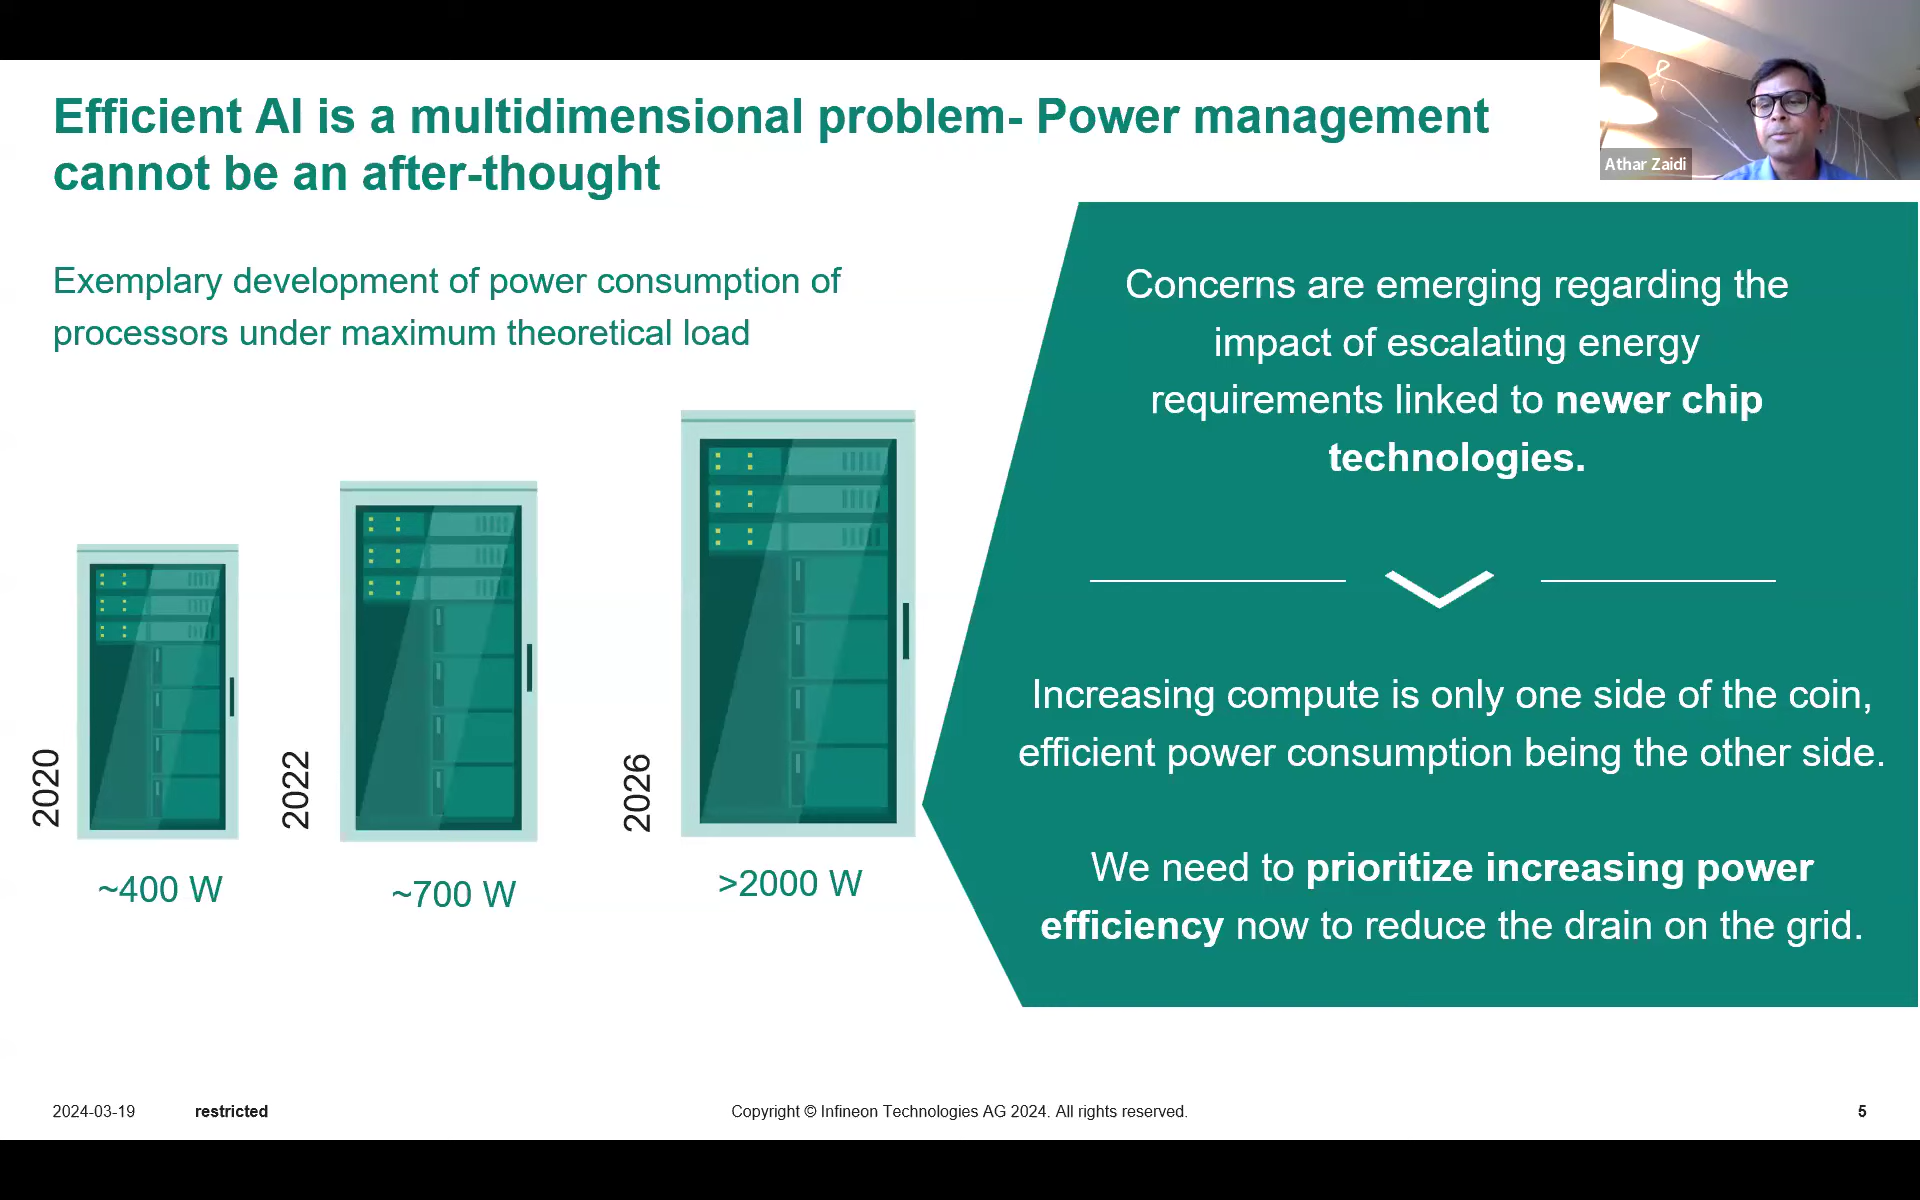 Efficient AI is a multidimensional problem- Power management
cannot be an after-thought
Athar Zaidi
Exemplary development of power consumption of
processors under maximum theoretical load
2020
~400 W
2022
~700 W
2026
>2000 W
Concerns are emerging regarding the
impact of escalating energy
requirements linked to newer chip
technologies.
Increasing compute is only one side of the coin,
efficient power consumption being the other side.
We need to prioritize increasing power
efficiency now to reduce the drain on the grid.
2024-03-19
restricted
Copyright © Infineon Technologies AG 2024. All rights reserved.
5